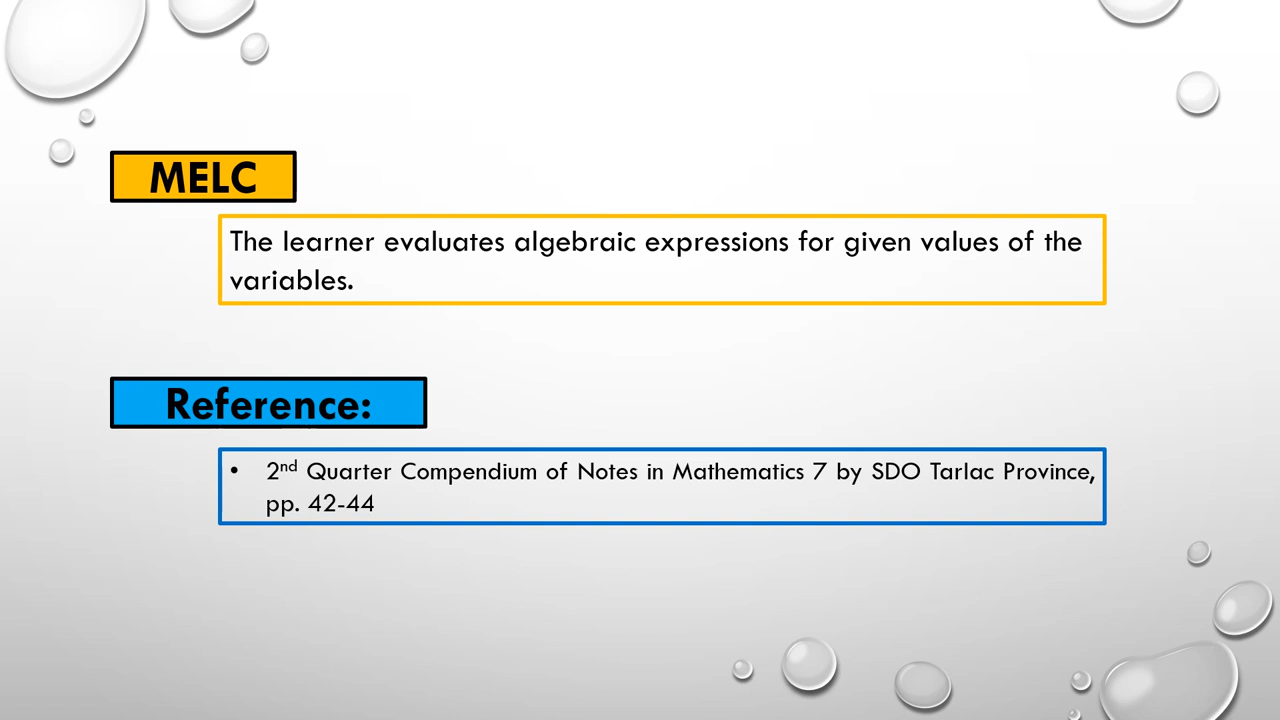 MELC
The learner evaluates algebraic expressions for given values of the
variables.
Reference:
• 2nd Quarter Compendium of Notes in Mathematics 7 by SDO Tarlac Province,
pp. 42-44